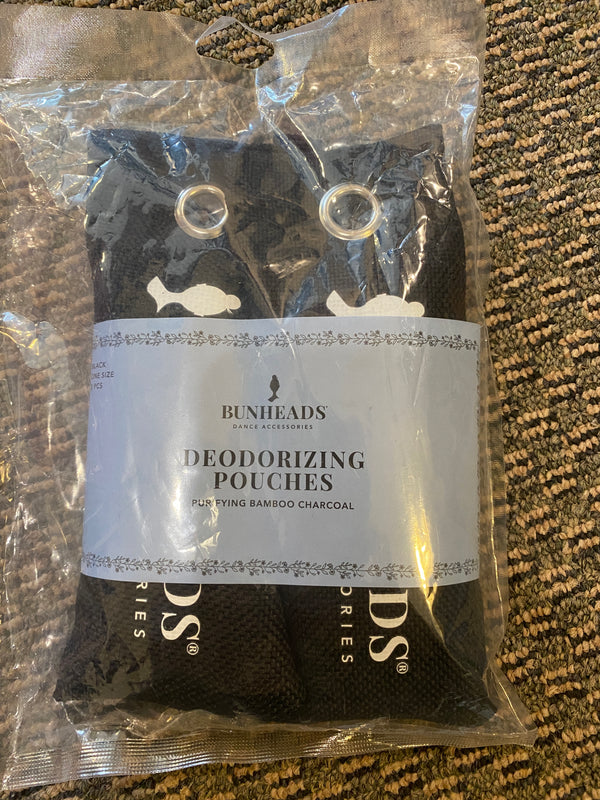 BLACK
ONE SIZE
PCS
BUNHEADS®
DANCE ACCESSORIES
DEODORIZING
POUCHES
PURIFYING BAMBOO CHARCOAL
DS®
ORIES
DS®
ORIES